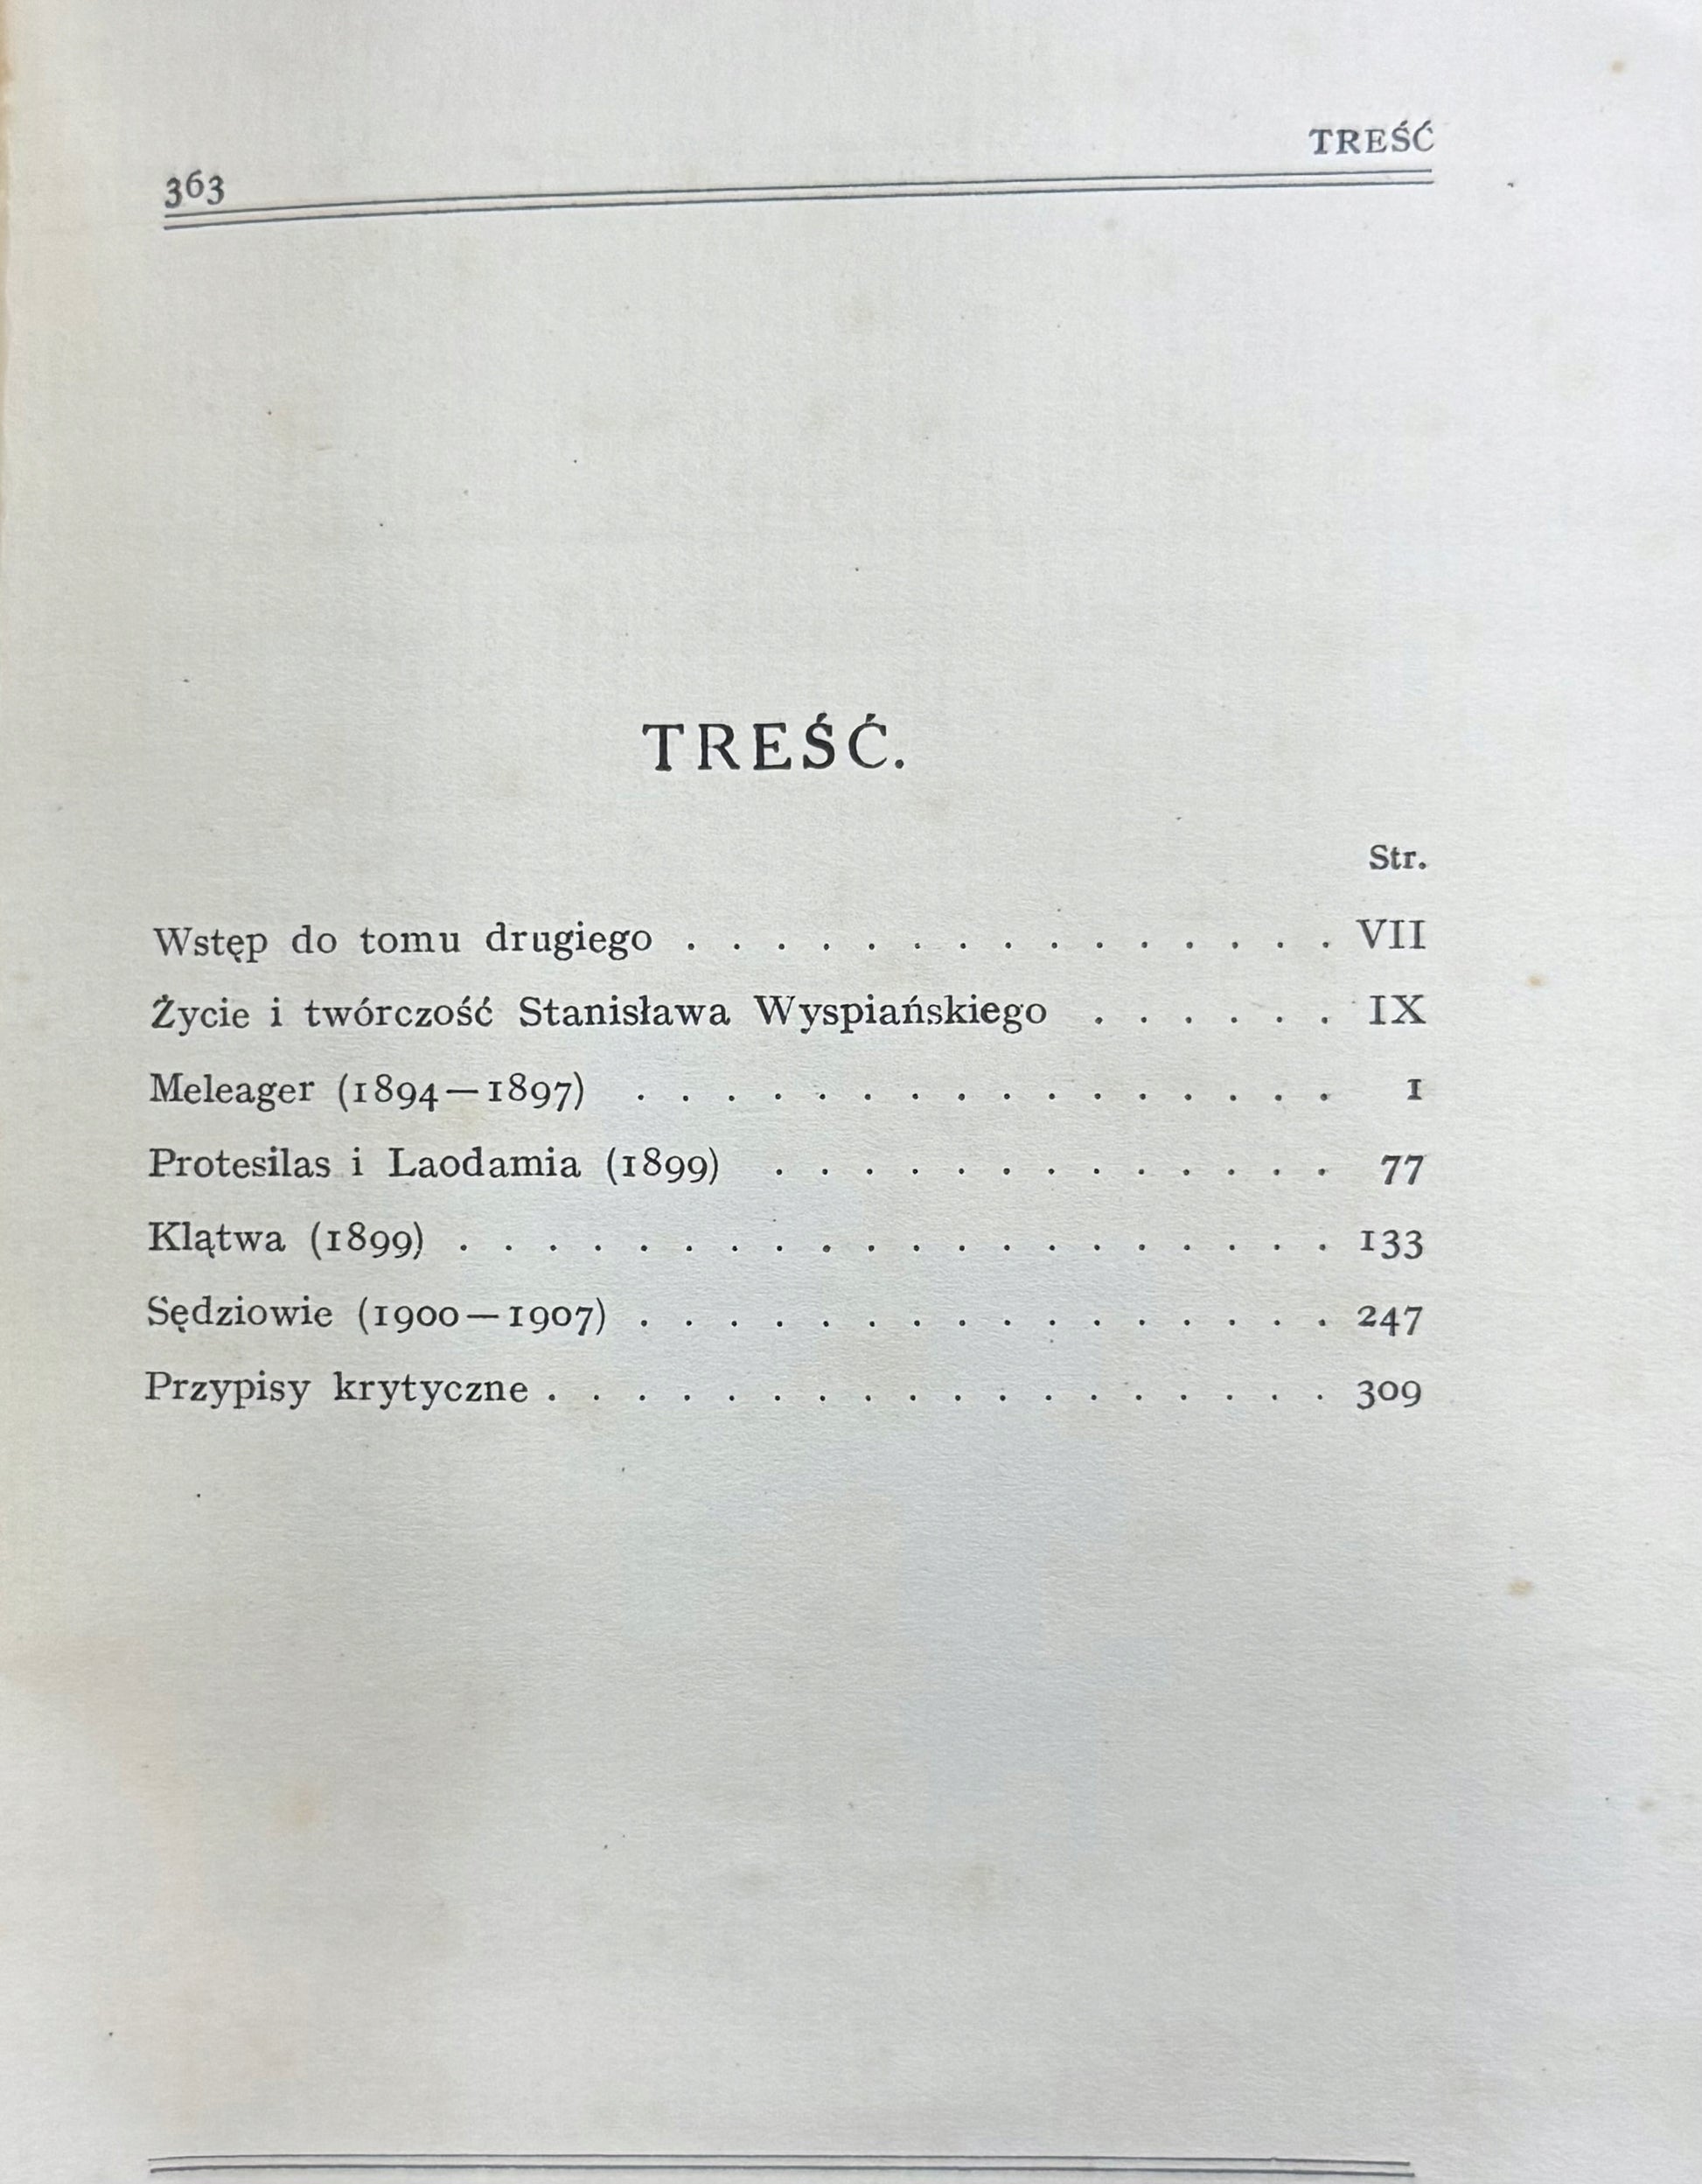 TREŚĆ
363
TREŚĆ.
Str.
Wstęp do tomu drugiego . . . . . . . . . . . . . . . VII
Życie i twórczość Stanisława Wyspiańskiego . . . . . . IX
Meleager (1894—1897) . . . . . . . . . . . . . . . . 1
Protesilas i Laodamia (1899) . . . . . . . . . . . . . 77
Klątwa (1899) . . . . . . . . . . . . . . . . . . . . 133
Sędziowie (1900—1907) . . . . . . . . . . . . . . . . 247
Przypisy krytyczne . . . . . . . . . . . . . . . . . . 309